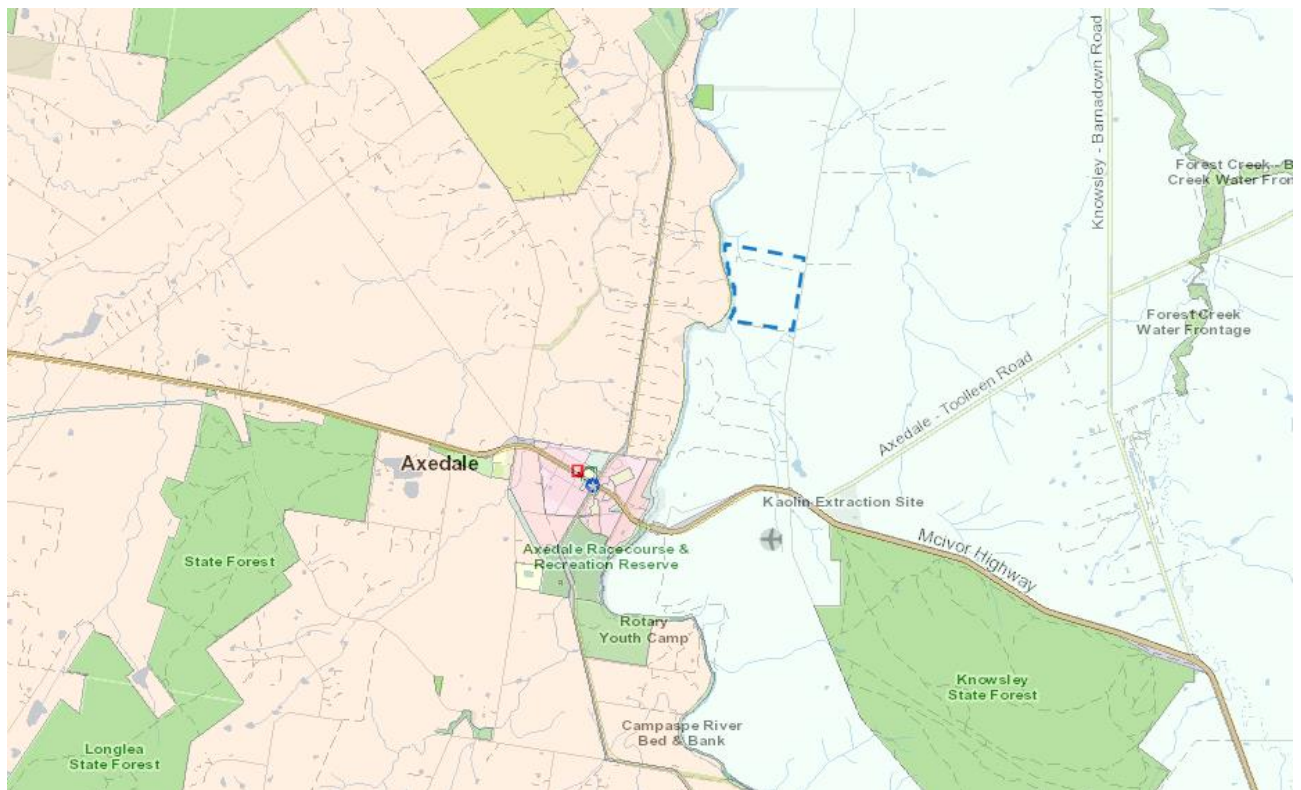 Knowsley - Barnadown Road
Forest Creek - B
Creek Water Fron
Forest Creek
Water Frontage
Axedale - Toolleen Road
Axedale
Kaolin Extraction Site
Mcivor Highway
Axedale Racecourse &
Recreation Reserve
State Forest
Rotary
Youth Camp
Knowsley
State Forest
Campaspe River
Bed & Bank
Longlea
State Forest